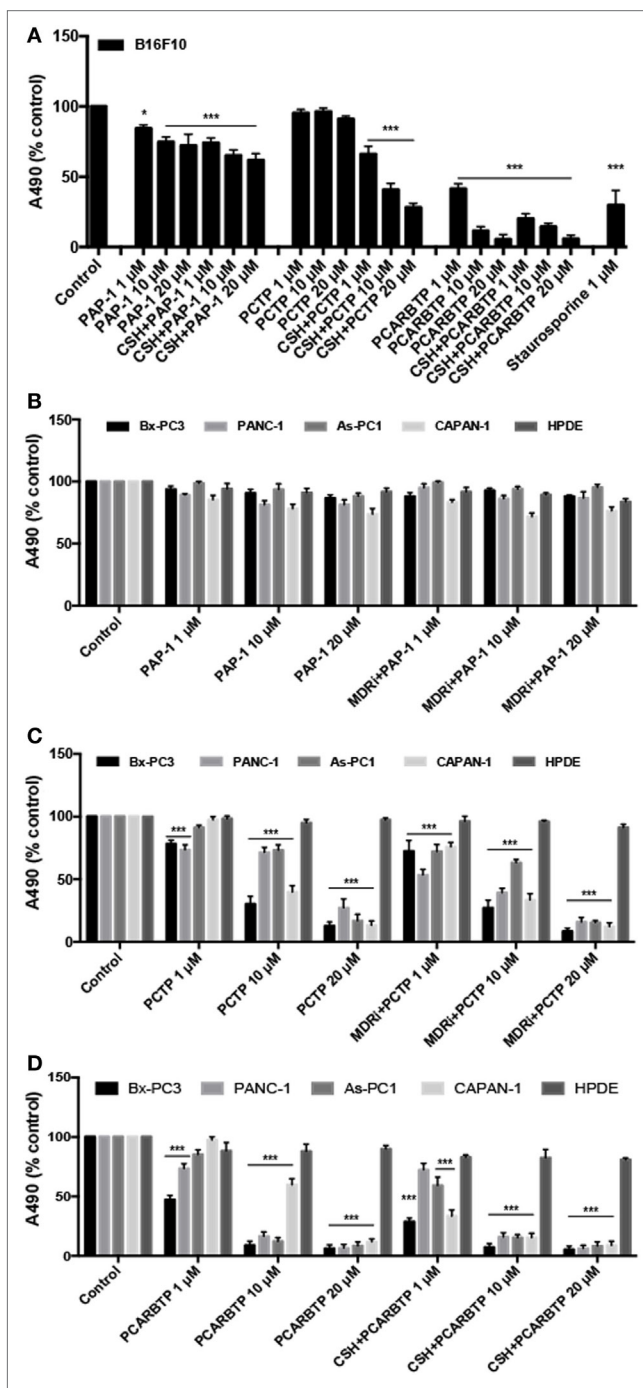 A
B16F10
A490 (% control)
150
100
50
0
*
***
***
***
***
Control
PAP-1 1 µM
PAP-1 10 µM
PAP-1 20 µM
CSH+PAP-1 1 µM
CSH+PAP-1 10 µM
CSH+PAP-1 20 µM
PCTP 1 µM
PCTP 10 µM
PCTP 20 µM
CSH+PCTP 1 µM
CSH+PCTP 10 µM
CSH+PCTP 20 µM
PCARBTP 1 µM
PCARBTP 10 µM
PCARBTP 20 µM
CSH+PCARBTP 1 µM
CSH+PCARBTP 10 µM
CSH+PCARBTP 20 µM
Staurosporine 1 µM
B
Bx-PC3 PANC-1 As-PC1 CAPAN-1 HPDE
A490 (% control)
150
100
50
0
Control
PAP-1 1 µM
PAP-1 10 µM
PAP-1 20 µM
MDRi+PAP-1 1 µM
MDRi+PAP-1 10 µM
MDRi+PAP-1 20 µM
C
Bx-PC3 PANC-1 As-PC1 CAPAN-1 HPDE
A490 (% control)
150
100
50
0
***
***
***
***
***
***
Control
PCTP 1 µM
PCTP 10 µM
PCTP 20 µM
MDRi+PCTP 1 µM
MDRi+PCTP 10 µM
MDRi+PCTP 20 µM
D
Bx-PC3 PANC-1 As-PC1 CAPAN-1 HPDE
A490 (% control)
150
100
50
0
***
***
***
***
***
***
***
Control
PCARBTP 1 µM
PCARBTP 10 µM
PCARBTP 20 µM
CSH+PCARBTP 1 µM
CSH+PCARBTP 10 µM
CSH+PCARBTP 20 µM